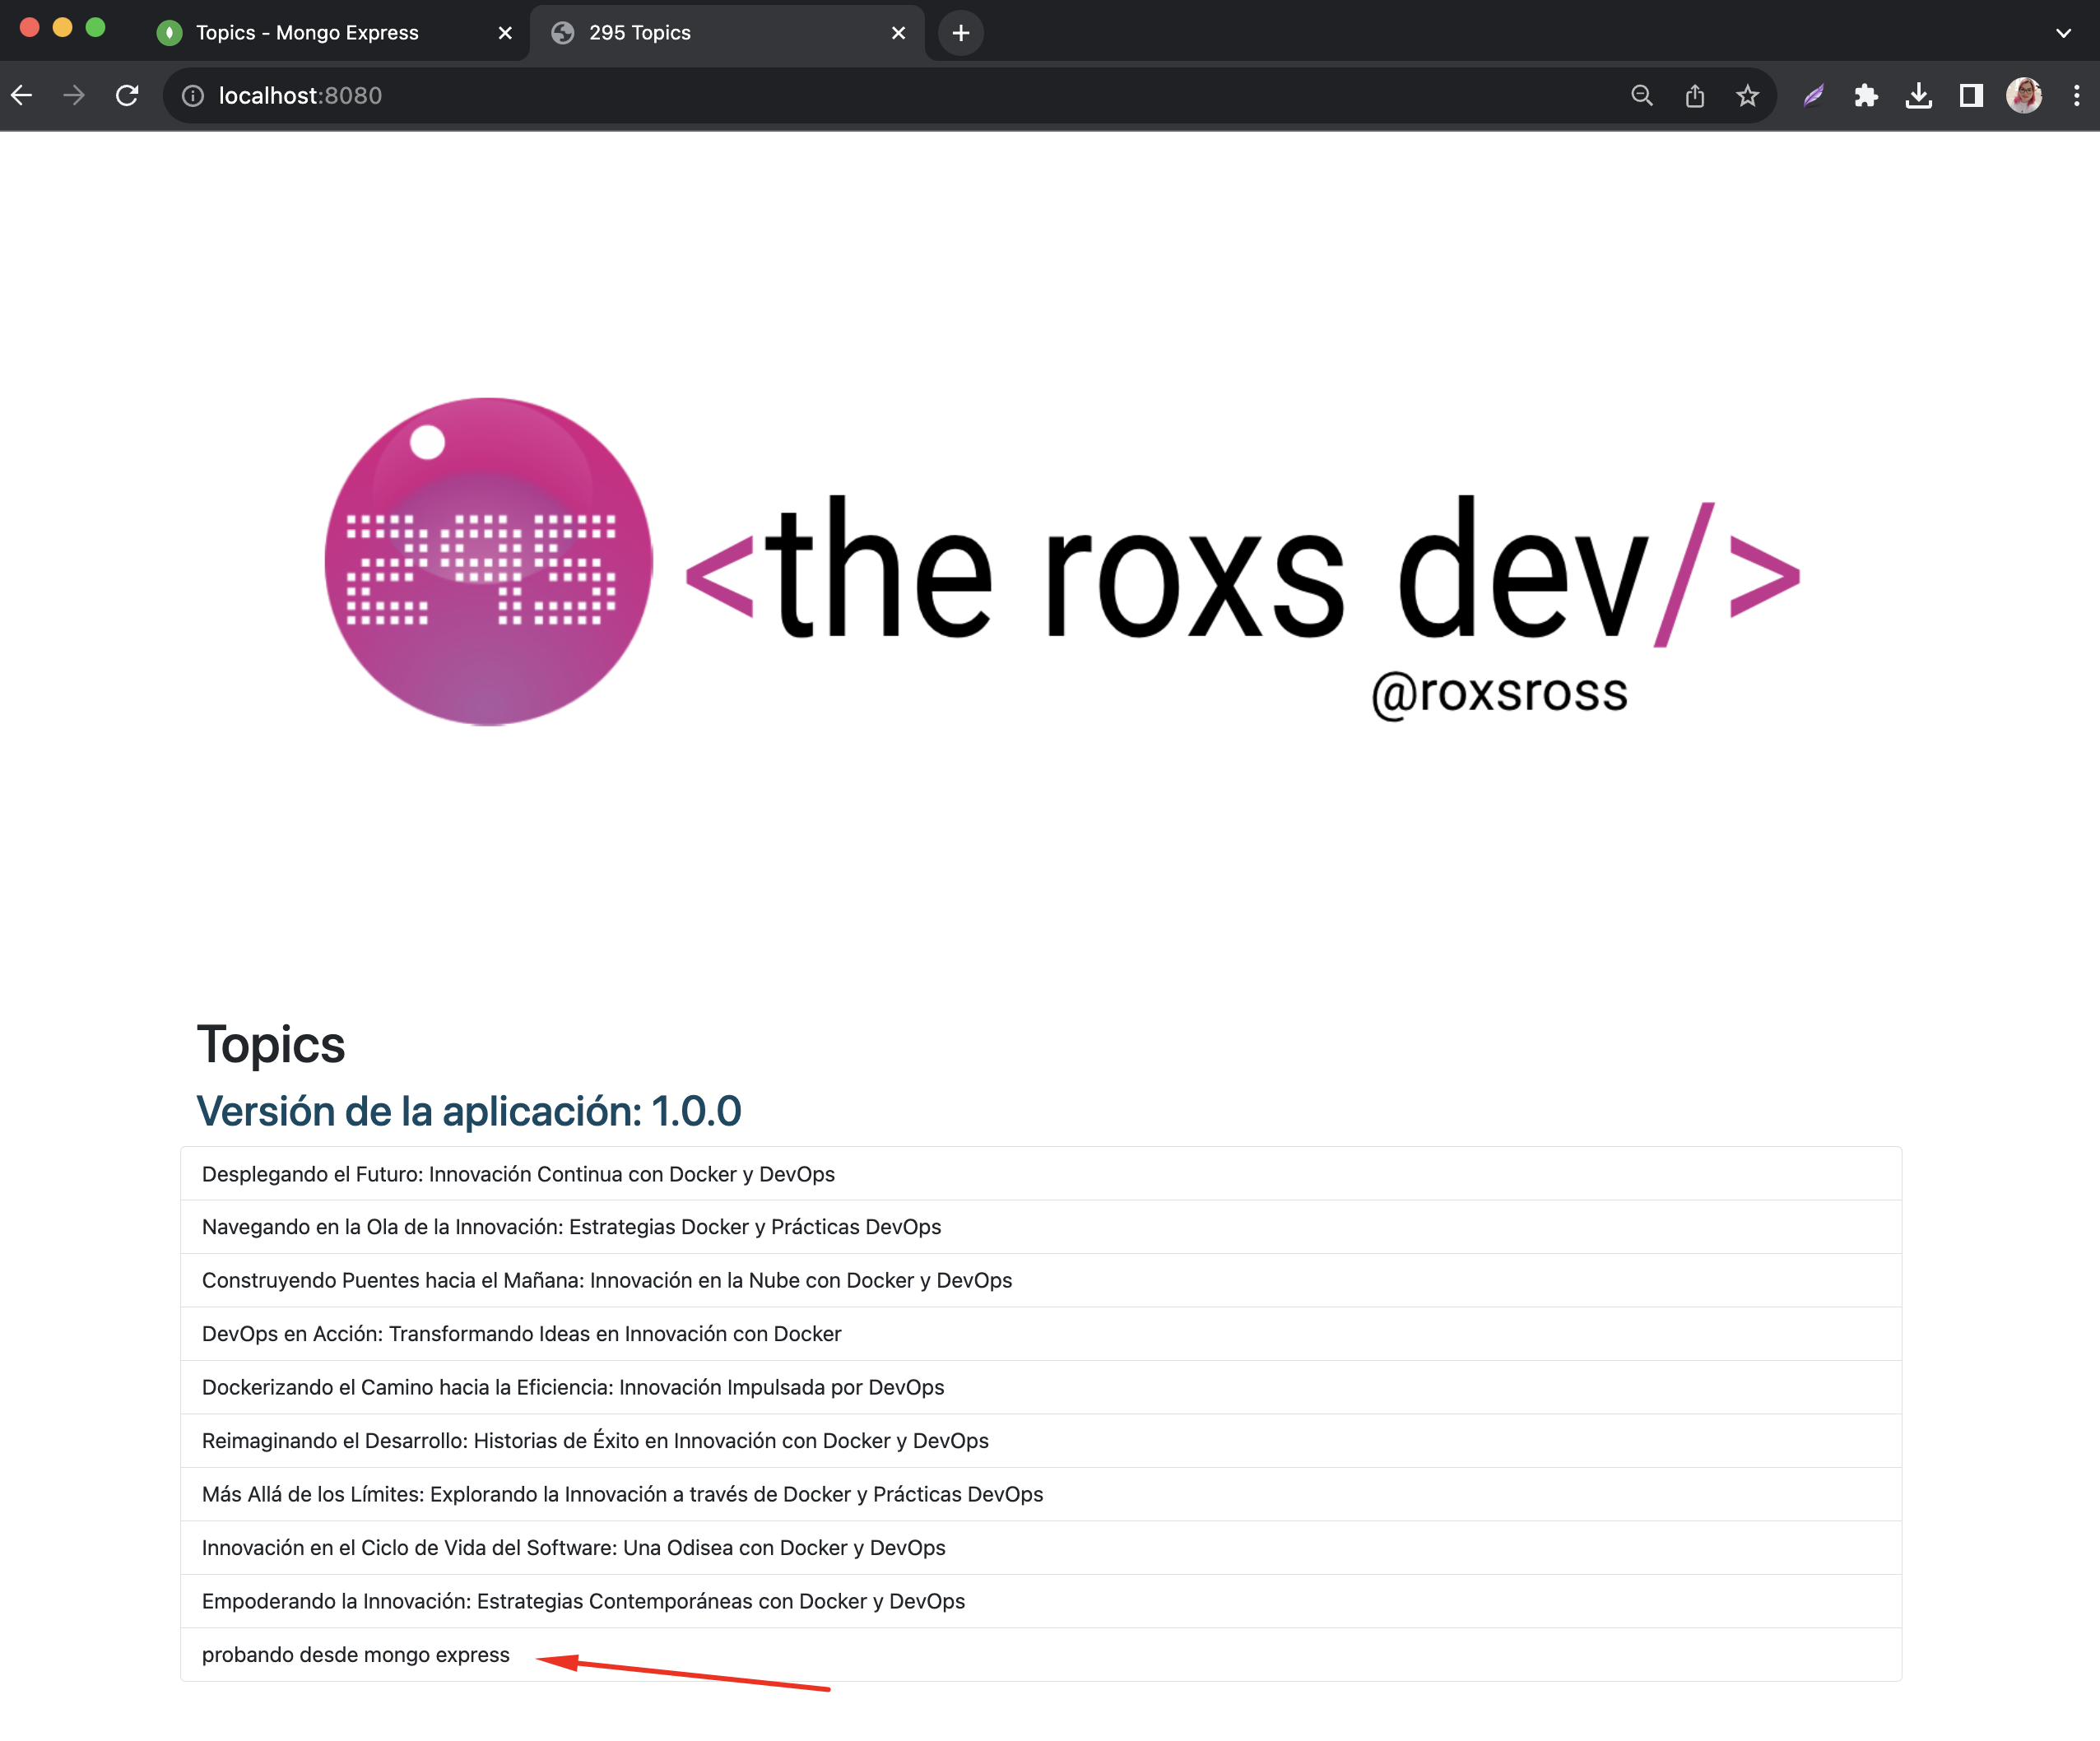 Topics - Mongo Express
295 Topics
localhost:8080
295
<the roxs dev/>
@roxsross
Topics
Versión de la aplicación: 1.0.0
Desplegando el Futuro: Innovación Continua con Docker y DevOps
Navegando en la Ola de la Innovación: Estrategias Docker y Prácticas DevOps
Construyendo Puentes hacia el Mañana: Innovación en la Nube con Docker y DevOps
DevOps en Acción: Transformando Ideas en Innovación con Docker
Dockerizando el Camino hacia la Eficiencia: Innovación Impulsada por DevOps
Reimaginando el Desarrollo: Historias de Éxito en Innovación con Docker y DevOps
Más Allá de los Límites: Explorando la Innovación a través de Docker y Prácticas DevOps
Innovación en el Ciclo de Vida del Software: Una Odisea con Docker y DevOps
Empoderando la Innovación: Estrategias Contemporáneas con Docker y DevOps
probando desde mongo express